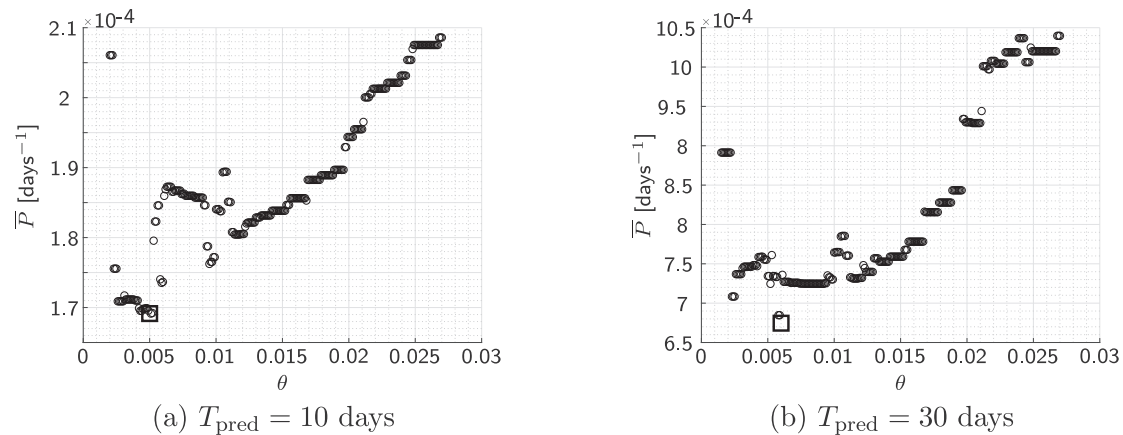 ×10⁻⁴
2.1
2
1.9
1.8
1.7
P̅ [days⁻¹]
0 0.005 0.01 0.015 0.02 0.025 0.03
θ
(a) T_pred = 10 days
×10⁻⁴
10.5
10
8.5
8
8.5
8
7.5
7
6.5
P̅ [days⁻¹]
0 0.005 0.01 0.015 0.02 0.025 0.03
θ
(b) T_pred = 30 days